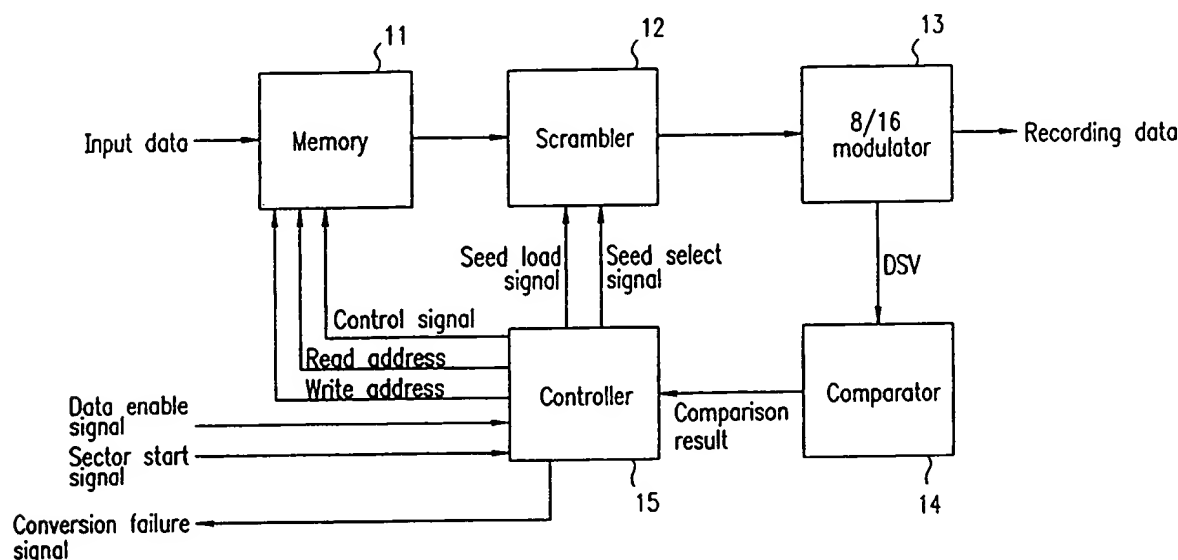 11
12
13
Input data
Memory
Scrambler
8/16
modulator
Recording data
Seed load
signal
Seed select
signal
DSV
Control signal
Read address
Write address
Controller
Comparison
result
Comparator
Data enable
signal
Sector start
signal
15
14
Conversion failure
signal